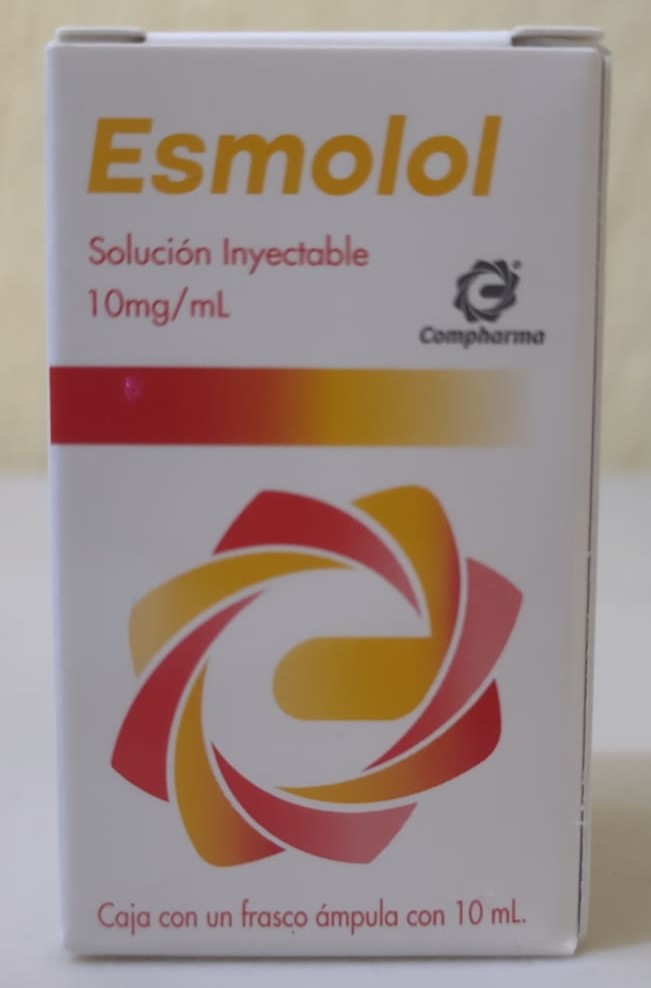 Esmolol
Solución Inyectable
10mg/mL
Compharma
Caja con un frasco ámpula con 10 mL.